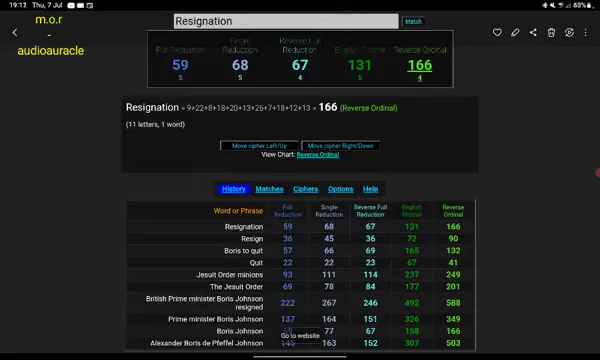 19:12 Thu, 7 Jul 68%
m.o.r
-
audioauracle
Resignation Match
Full Reduction Single Reduction Reverse Full Reduction English Ordinal Reverse Ordinal
59 68 67 131 166
5 5 4 5 4
Resignation = 9+22+8+18+20+13+26+7+18+12+13 = 166 (Reverse Ordinal)
(11 letters, 1 word)
Move cipher Left/Up Move cipher Right/Down
View Chart: Reverse Ordinal
History Matches Ciphers Options Help
Word or Phrase Full Reduction Single Reduction Reverse Full Reduction English Ordinal Reverse Ordinal
Resignation 59 68 67 131 166
Resign 36 45 36 72 90
Boris to quit 57 66 69 165 132
Quit 22 22 23 67 41
Jesuit Order minions 93 111 114 237 249
The Jesuit Order 69 78 84 177 201
British Prime minister Boris Johnson resigned 222 267 246 492 588
Prime minister Boris Johnson 137 164 151 326 349
Boris Johnson 77 67 158 166
Go to website
Alexander Boris de Pfeffel Johnson 145 163 152 307 503